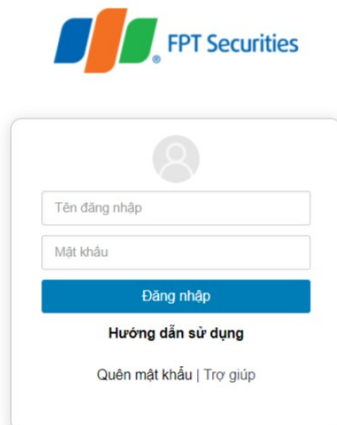 FPT Securities
Tên đăng nhập
Mật khẩu
Đăng nhập
Hướng dẫn sử dụng
Quên mật khẩu | Trợ giúp